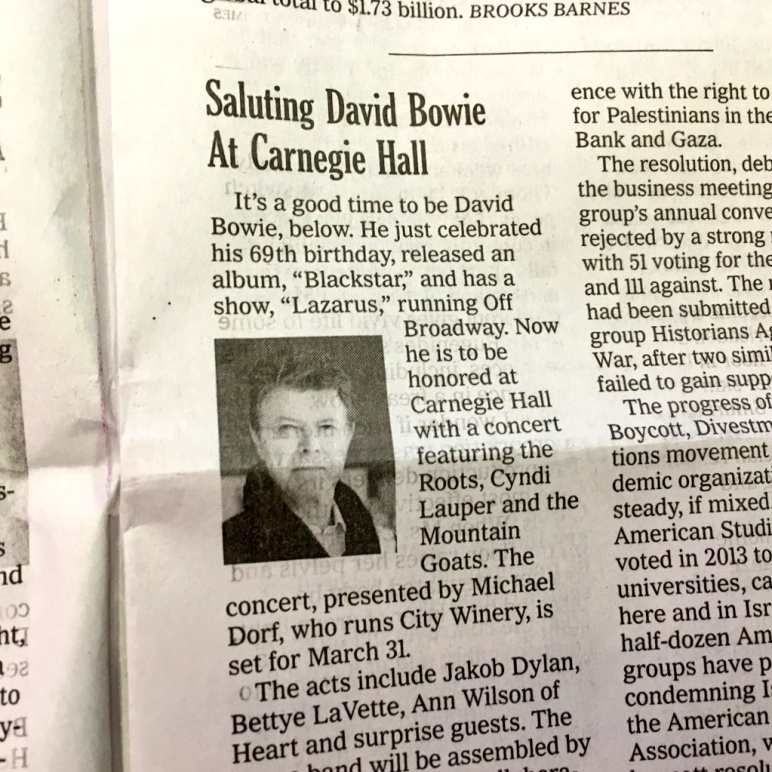 total to $1.73 billion. BROOKS BARNES
Saluting David Bowie
At Carnegie Hall
It's a good time to be David
Bowie, below. He just celebrated
his 69th birthday, released an
album, “Blackstar,” and has a
show, “Lazarus,” running Off
Broadway. Now
he is to be
honored at
Carnegie Hall
with a concert
featuring the
Roots, Cyndi
Lauper and the
Mountain
Goats. The
concert, presented by Michael
Dorf, who runs City Winery, is
set for March 31.
The acts include Jakob Dylan,
Bettye LaVette, Ann Wilson of
Heart and surprise guests. The
band will be assembled by
ence with the right to
for Palestinians in the
Bank and Gaza.
The resolution, deb
the business meeting
group's annual conve
rejected by a strong
with 51 voting for the
and 111 against. The
had been submitted
group Historians Ag
War, after two simil
failed to gain supp
The progress of
Boycott, Divestm
tions movement
demic organizat
steady, if mixed.
American Studi
voted in 2013 to
universities, ca
here and in Isr
half-dozen Am
groups have p
condemning I
the American
Association, w